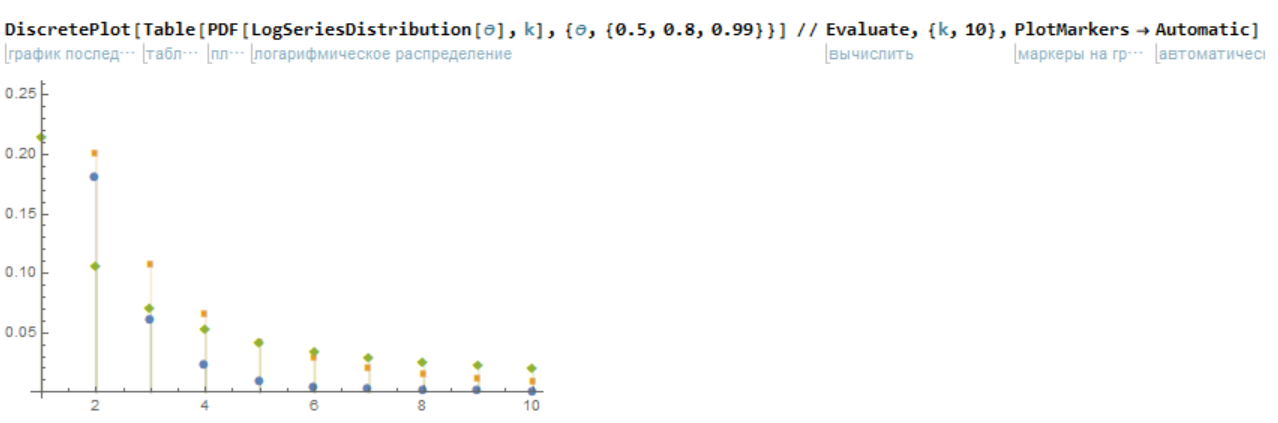 DiscretePlot[Table[PDF[LogSeriesDistribution[θ], k], {θ, {0.5, 0.8, 0.99}}] // Evaluate, {k, 10}, PlotMarkers → Automatic]
график послед⋯ табл⋯ пл⋯ логарифмическое распределение вычислить маркеры на гр⋯ автоматичес
0.25
0.20
0.15
0.10
0.05
2 4 6 8 10